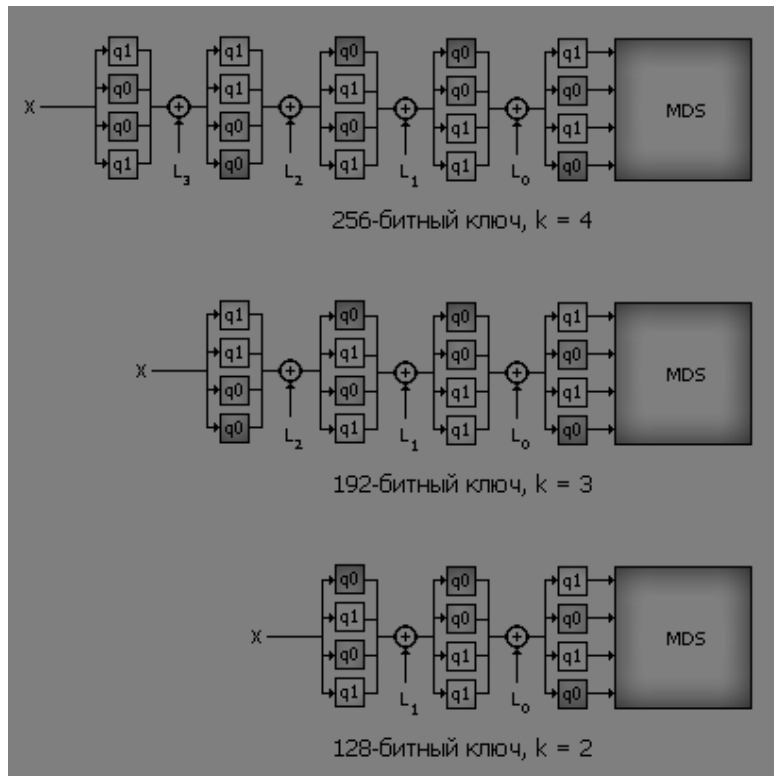 q1 q1 q0 q0 q1
q0 q1 q1 q0 q0
X MDS
q0 q0 q0 q1 q1
q1 q0 q1 q1 q0
L3 L2 L1 L0
256-битный ключ, k = 4
q1 q0 q0 q1
q1 q1 q0 q0
X MDS
q0 q0 q1 q1
q0 q1 q1 q0
L2 L1 L0
192-битный ключ, k = 3
q0 q0 q1
q1 q0 q0
X MDS
q0 q1 q1
q1 q1 q0
L1 L0
128-битный ключ, k = 2